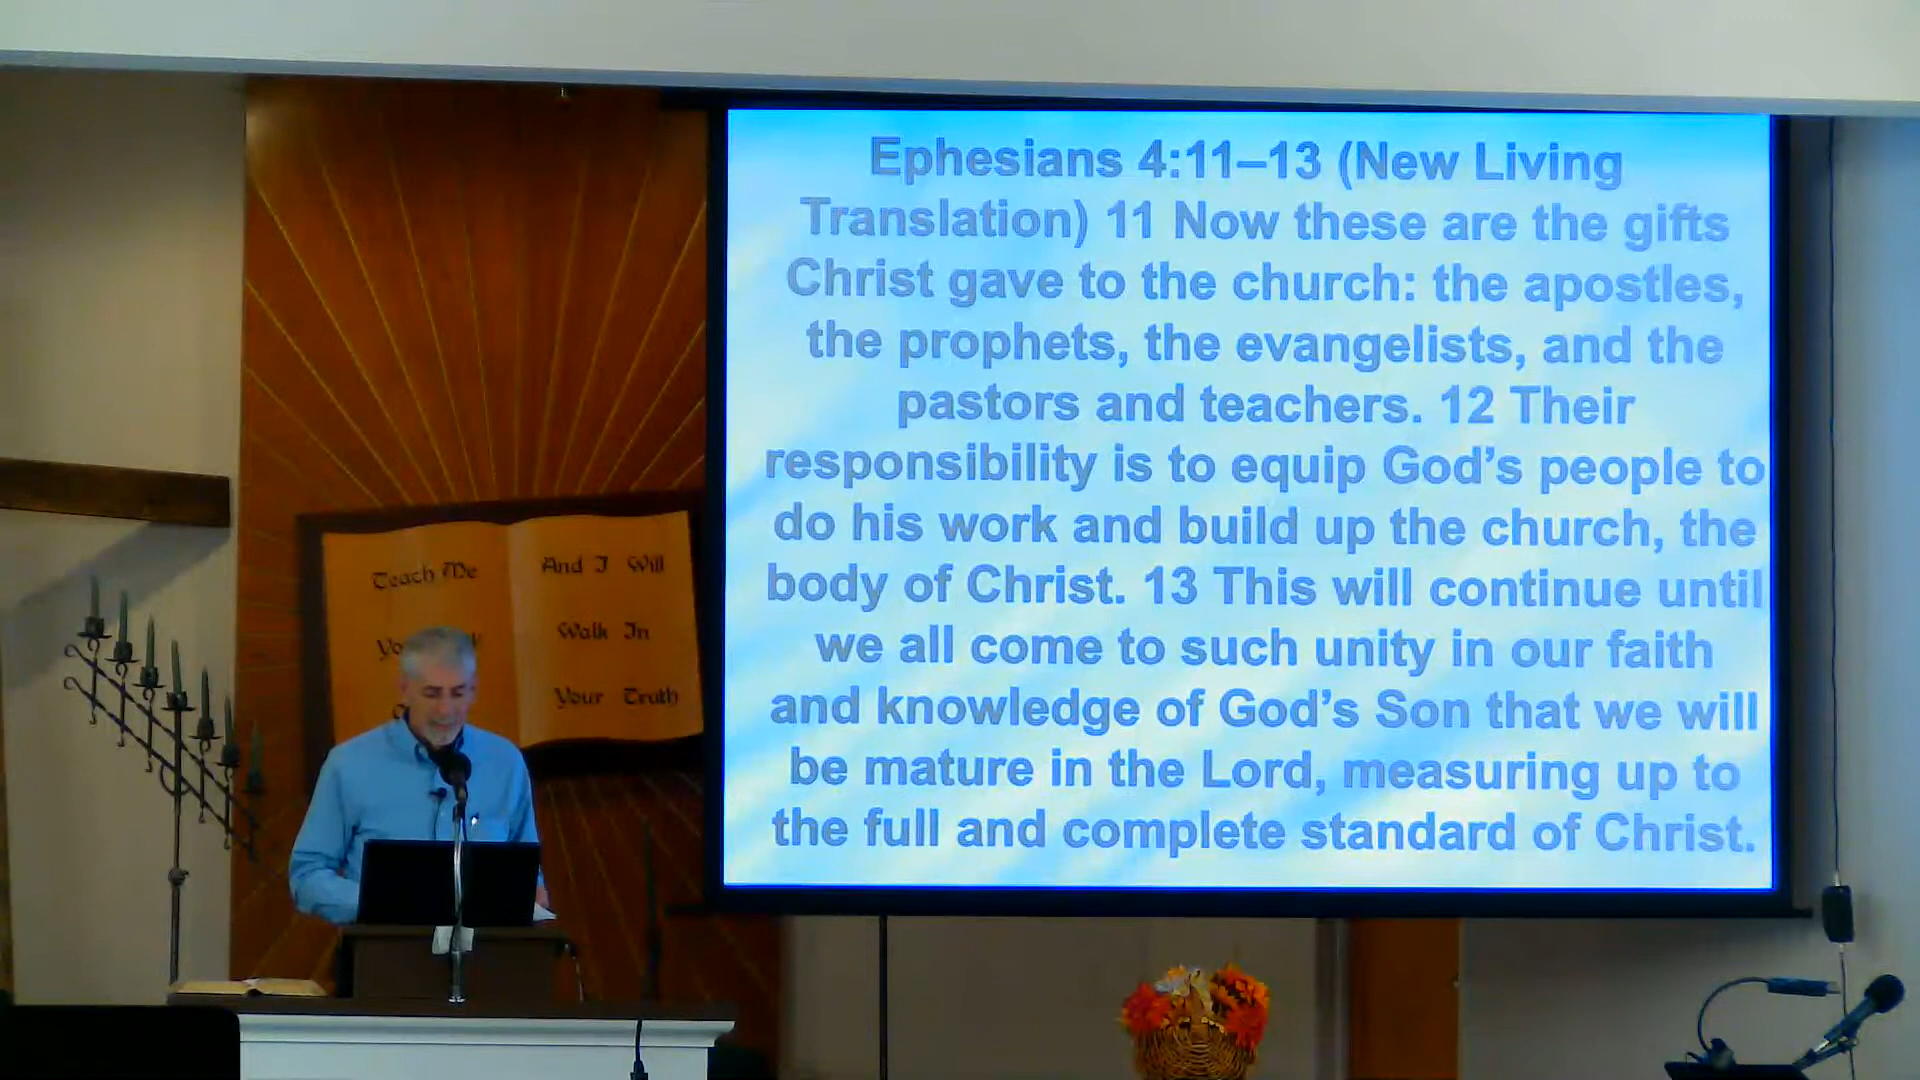 Ephesians 4:11–13 (New Living
Translation) 11 Now these are the gifts
Christ gave to the church: the apostles,
the prophets, the evangelists, and the
pastors and teachers. 12 Their
responsibility is to equip God’s people to
do his work and build up the church, the
body of Christ. 13 This will continue until
we all come to such unity in our faith
and knowledge of God’s Son that we will
be mature in the Lord, measuring up to
the full and complete standard of Christ.
Teach Me
And I Will
Walk In
Your Truth